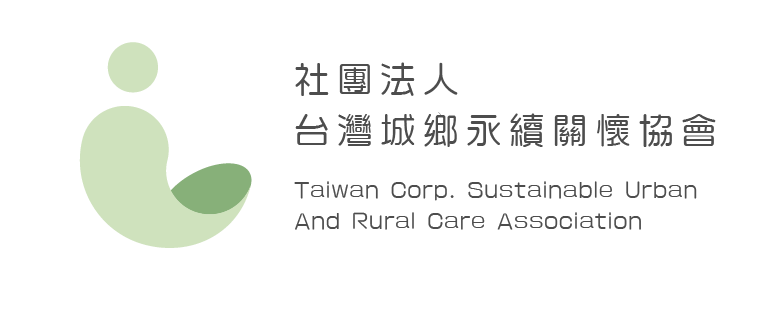 社團法人
台灣城鄉永續關懷協會
Taiwan Corp. Sustainable Urban
And Rural Care Association